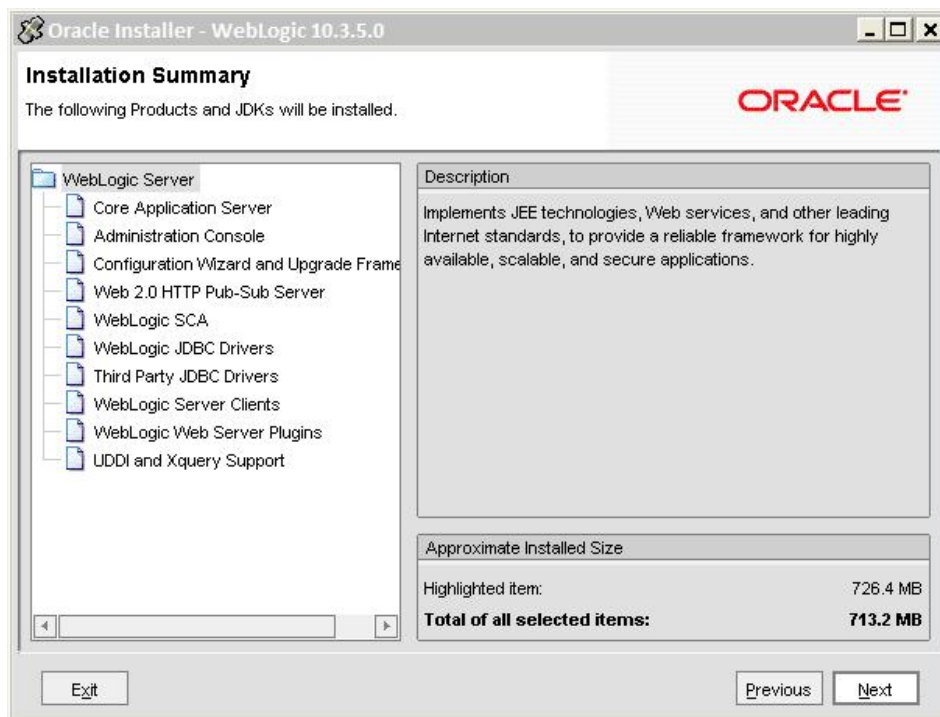 Oracle Installer - WebLogic 10.3.5.0
Installation Summary
The following Products and JDKs will be installed.
ORACLE
WebLogic Server
Core Application Server
Administration Console
Configuration Wizard and Upgrade Frame
Web 2.0 HTTP Pub-Sub Server
WebLogic SCA
WebLogic JDBC Drivers
Third Party JDBC Drivers
WebLogic Server Clients
WebLogic Web Server Plugins
UDDI and Xquery Support
Description
Implements JEE technologies, Web services, and other leading
Internet standards, to provide a reliable framework for highly
available, scalable, and secure applications.
Approximate Installed Size
Highlighted item: 726.4 MB
Total of all selected items: 713.2 MB
Exit Previous Next